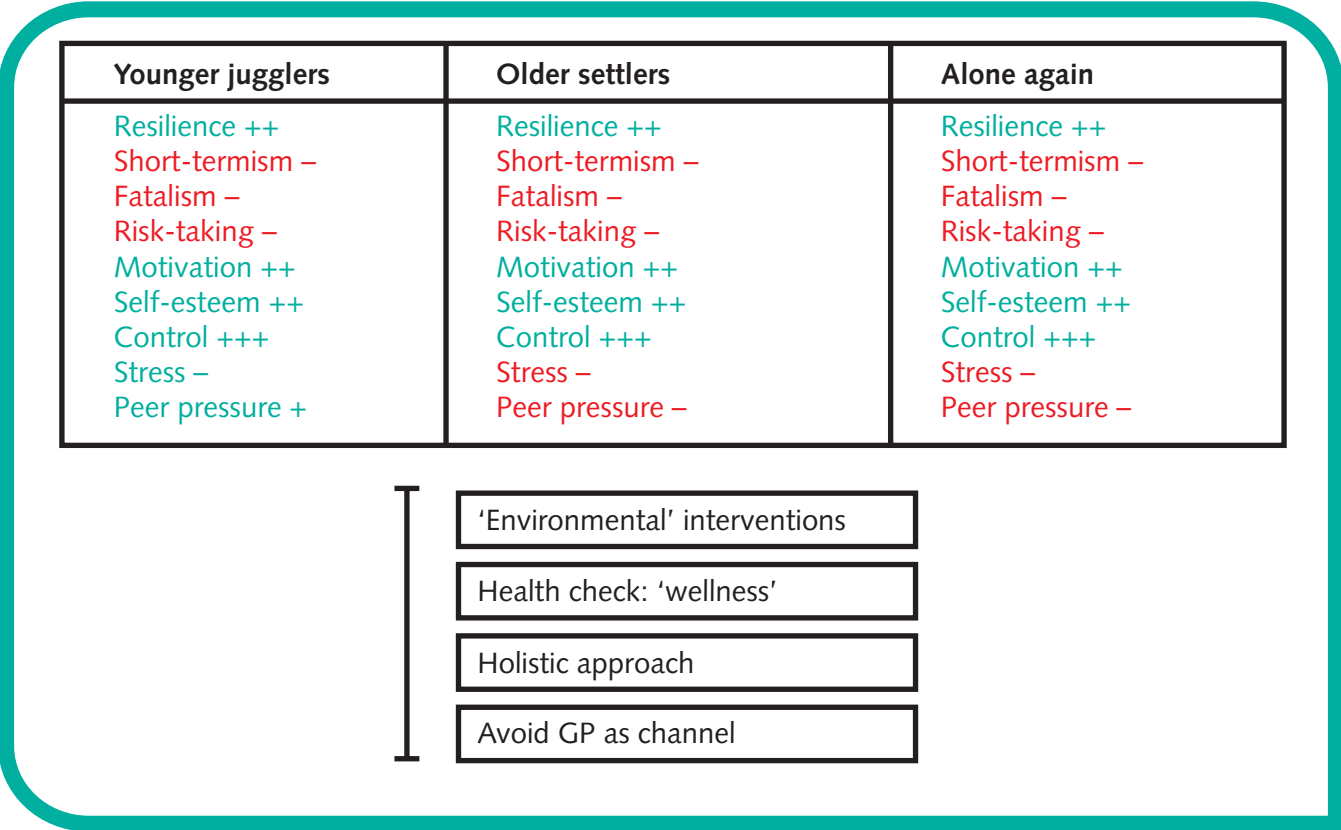 Younger jugglers
Resilience ++
Short-termism –
Fatalism –
Risk-taking –
Motivation ++
Self-esteem ++
Control +++
Stress –
Peer pressure +
Older settlers
Resilience ++
Short-termism –
Fatalism –
Risk-taking –
Motivation ++
Self-esteem ++
Control +++
Stress –
Peer pressure –
Alone again
Resilience ++
Short-termism –
Fatalism –
Risk-taking –
Motivation ++
Self-esteem ++
Control +++
Stress –
Peer pressure –
‘Environmental’ interventions
Health check: ‘wellness’
Holistic approach
Avoid GP as channel